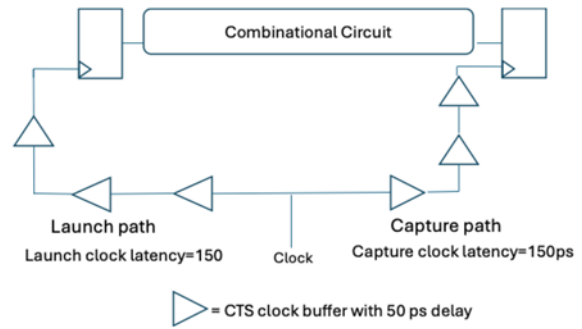 Combinational Circuit
Launch path
Launch clock latency=150
Clock
Capture path
Capture clock latency=150ps
= CTS clock buffer with 50 ps delay